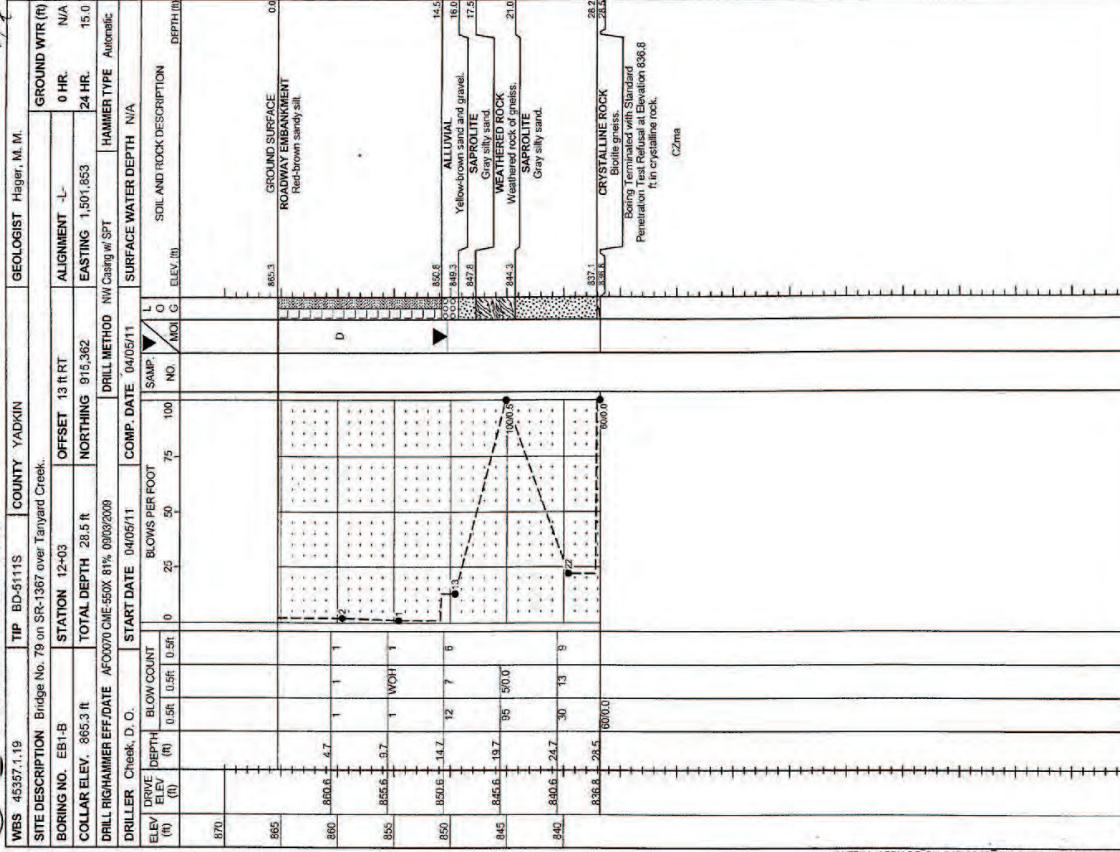 WBS 45357.1.19 TIP BD-5111S COUNTY YADKIN GEOLOGIST Hager, M. M.
SITE DESCRIPTION Bridge No. 79 on SR-1367 over Tanyard Creek. GROUND WTR (ft)
BORING NO. EB1-B STATION 12+03 OFFSET 13 ft RT ALIGNMENT -L- 0 HR. N/A
COLLAR ELEV. 865.3 ft TOTAL DEPTH 28.5 ft NORTHING 915,362 EASTING 1,501,853 24 HR. 15.0
DRILL RIG/HAMMER EFF/DATE AFO0070 CME-550X 81% 09/03/2009 DRILL METHOD NW Casing w/ SPT HAMMER TYPE Automatic
DRILLER Cheek, D. O. START DATE 04/05/11 COMP. DATE 04/05/11 SURFACE WATER DEPTH N/A
ELEV (ft) DRIVE ELEV (ft) DEPTH (ft) BLOW COUNT BLOWS PER FOOT SAMP. NO. MOI LOG SOIL AND ROCK DESCRIPTION
0.5ft 0.5ft 0.5ft 0 25 50 75 100 ELEV. (ft) DEPTH (ft)
870
865 865.3 GROUND SURFACE 0.0
ROADWAY EMBANKMENT
Red-brown sandy silt.
860 860.6 4.7 1 1 1 2 D
855 855.6 9.7 1 WOH 1 1
850 850.6 14.7 12 7 6 13
850.8 14.5
ALLUVIAL
849.3 16.0
Yellow-brown sand and gravel.
847.8 17.5
SAPROLITE
Gray silty sand.
WEATHERED ROCK
845 845.6 19.7 95 5/0.0 100/0.5
Weathered rock of gneiss.
844.3 21.0
SAPROLITE
Gray silty sand.
840 840.6 24.7 30 13 9 22
837.1 28.2
836.8 28.5 60/0.0 60/0.0 836.8 28.5
CRYSTALLINE ROCK
Biotite gneiss.
Boring Terminated with Standard
Penetration Test Refusal at Elevation 836.8
ft in crystalline rock.
CZma